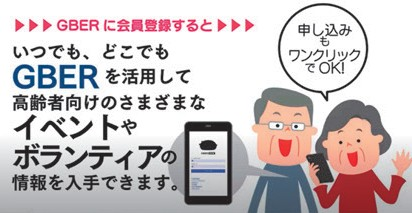 ▶▶▶GBERに会員登録すると▶▶▶
いつでも、どこでも
GBERを活用して
高齢者向けのさまざまな
イベントや
ボランティアの
情報を入手できます。
申し込み
も
ワンクリック
でOK!